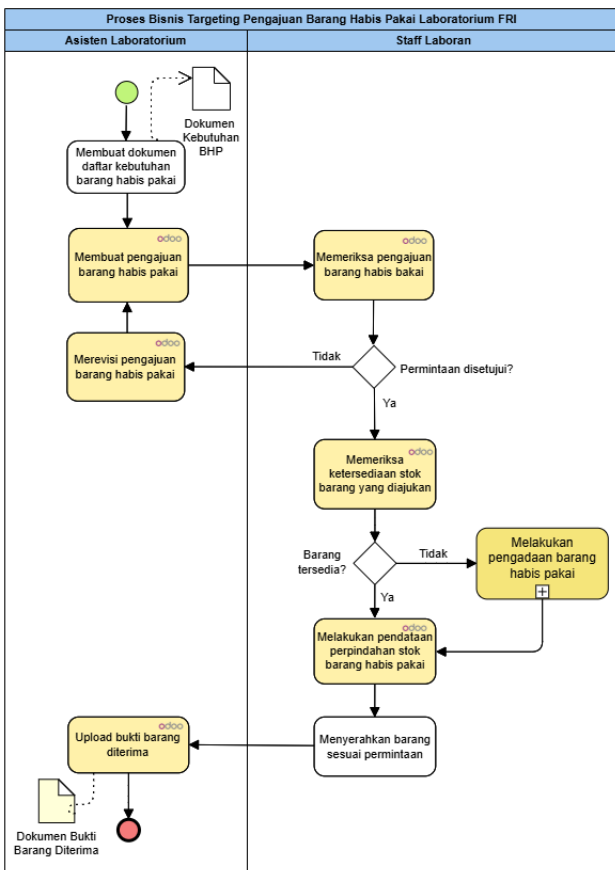 Proses Bisnis Targeting Pengajuan Barang Habis Pakai Laboratorium FRI
Asisten Laboratorium
Staff Laboran
Dokumen
Kebutuhan
BHP
Membuat dokumen
daftar kebutuhan
barang habis pakai
odoo
Membuat pengajuan
barang habis pakai
odoo
Memeriksa pengajuan
barang habis bakai
odoo
Merevisi pengajuan
barang habis pakai
Tidak
Permintaan disetujui?
Ya
odoo
Memeriksa
ketersediaan stok
barang yang diajukan
Barang
tersedia?
Tidak
Melakukan
pengadaan barang
habis pakai
Ya
odoo
Melakukan pendataan
perpindahan stok
barang habis pakai
odoo
Upload bukti barang
diterima
Menyerahkan barang
sesuai permintaan
Dokumen Bukti
Barang Diterima